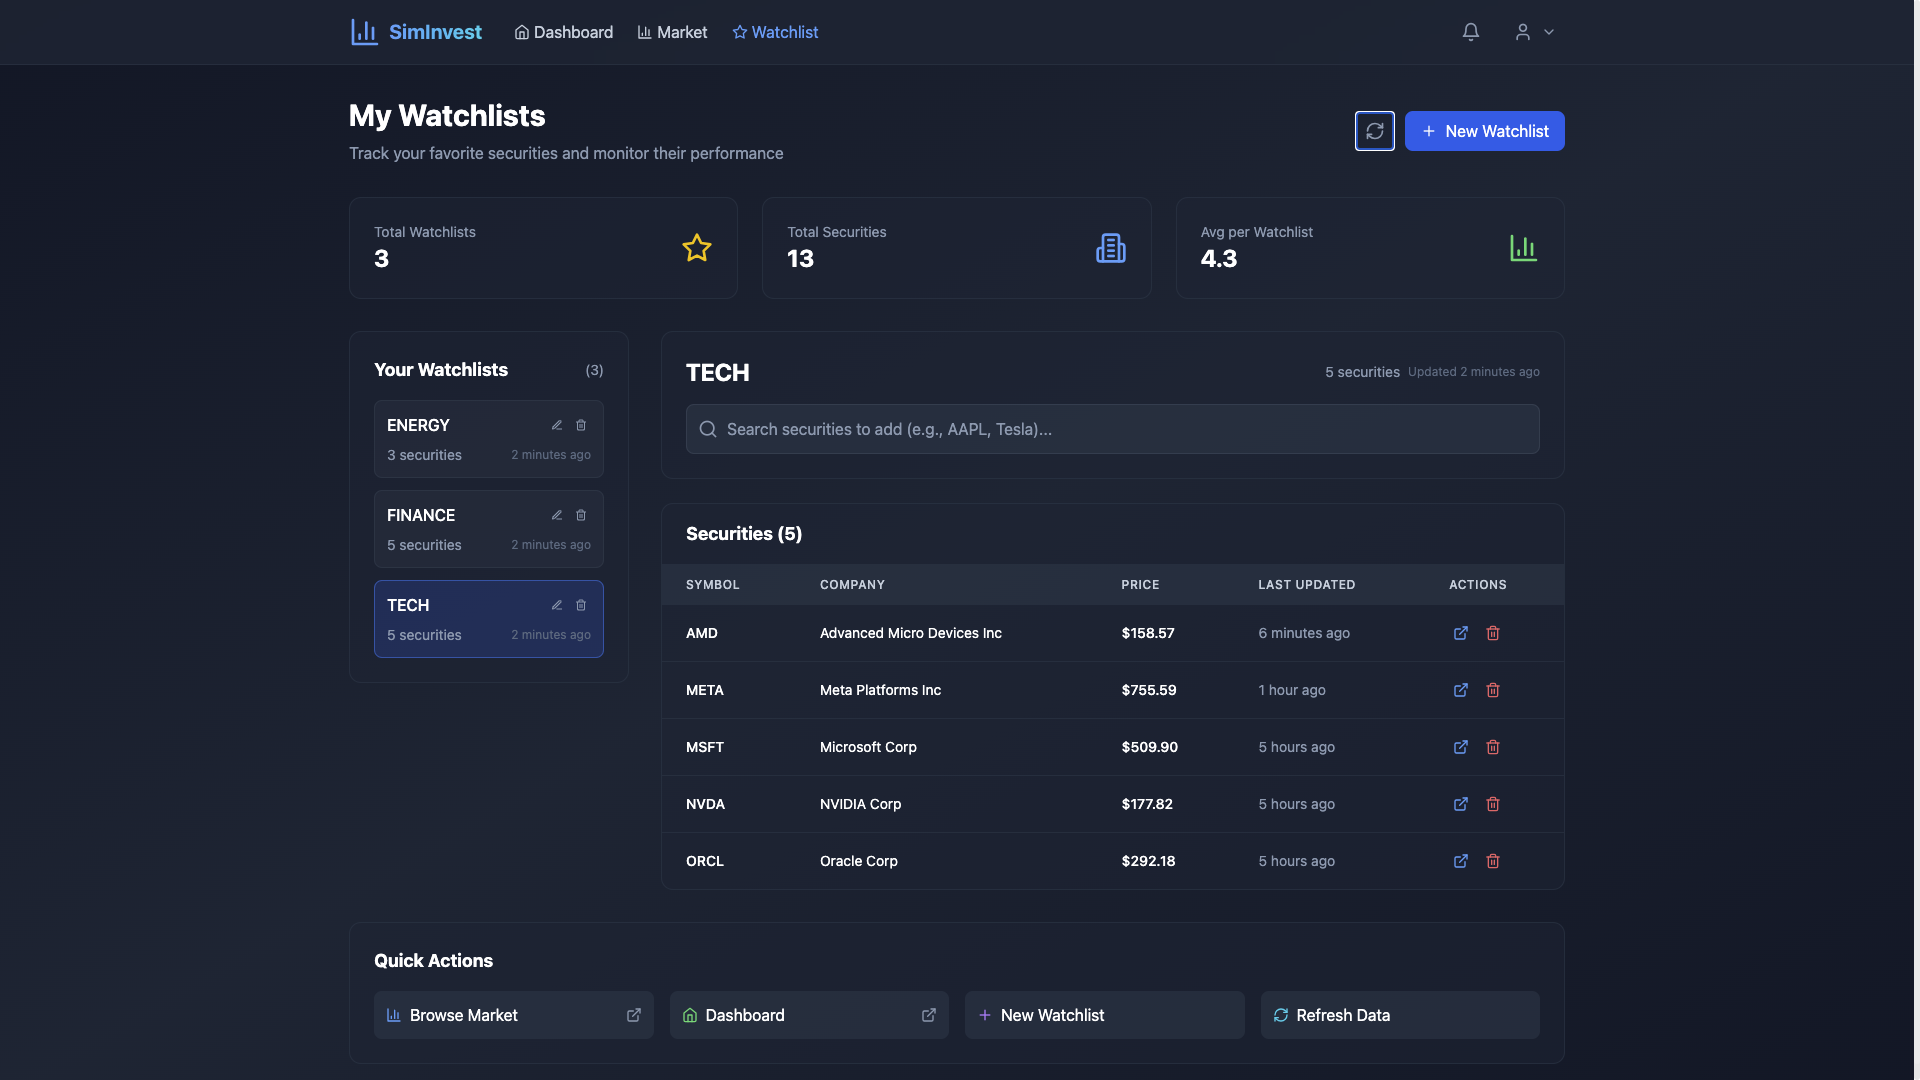 SimInvest
Dashboard
Market
Watchlist
My Watchlists
Track your favorite securities and monitor their performance
New Watchlist
Total Watchlists
3
Total Securities
13
Avg per Watchlist
4.3
Your Watchlists (3)
ENERGY
3 securities 2 minutes ago
FINANCE
5 securities 2 minutes ago
TECH
5 securities 2 minutes ago
TECH
5 securities Updated 2 minutes ago
Search securities to add (e.g., AAPL, Tesla)...
Securities (5)
SYMBOL COMPANY PRICE LAST UPDATED ACTIONS
AMD Advanced Micro Devices Inc $158.57 6 minutes ago
META Meta Platforms Inc $755.59 1 hour ago
MSFT Microsoft Corp $509.90 5 hours ago
NVDA NVIDIA Corp $177.82 5 hours ago
ORCL Oracle Corp $292.18 5 hours ago
Quick Actions
Browse Market
Dashboard
New Watchlist
Refresh Data